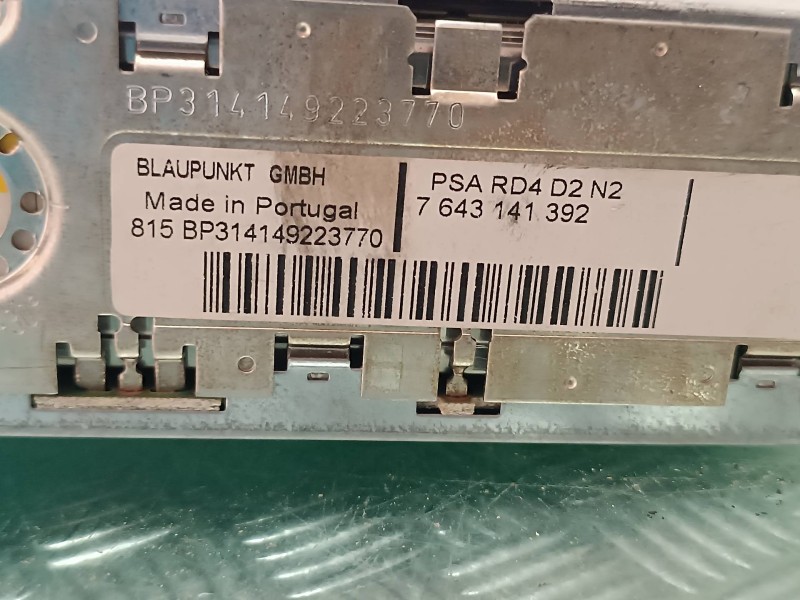 BP314149223770
BLAUPUNKT GMBH
Made in Portugal
815 BP314149223770
PSA RD4 D2 N2
7 643 141 392